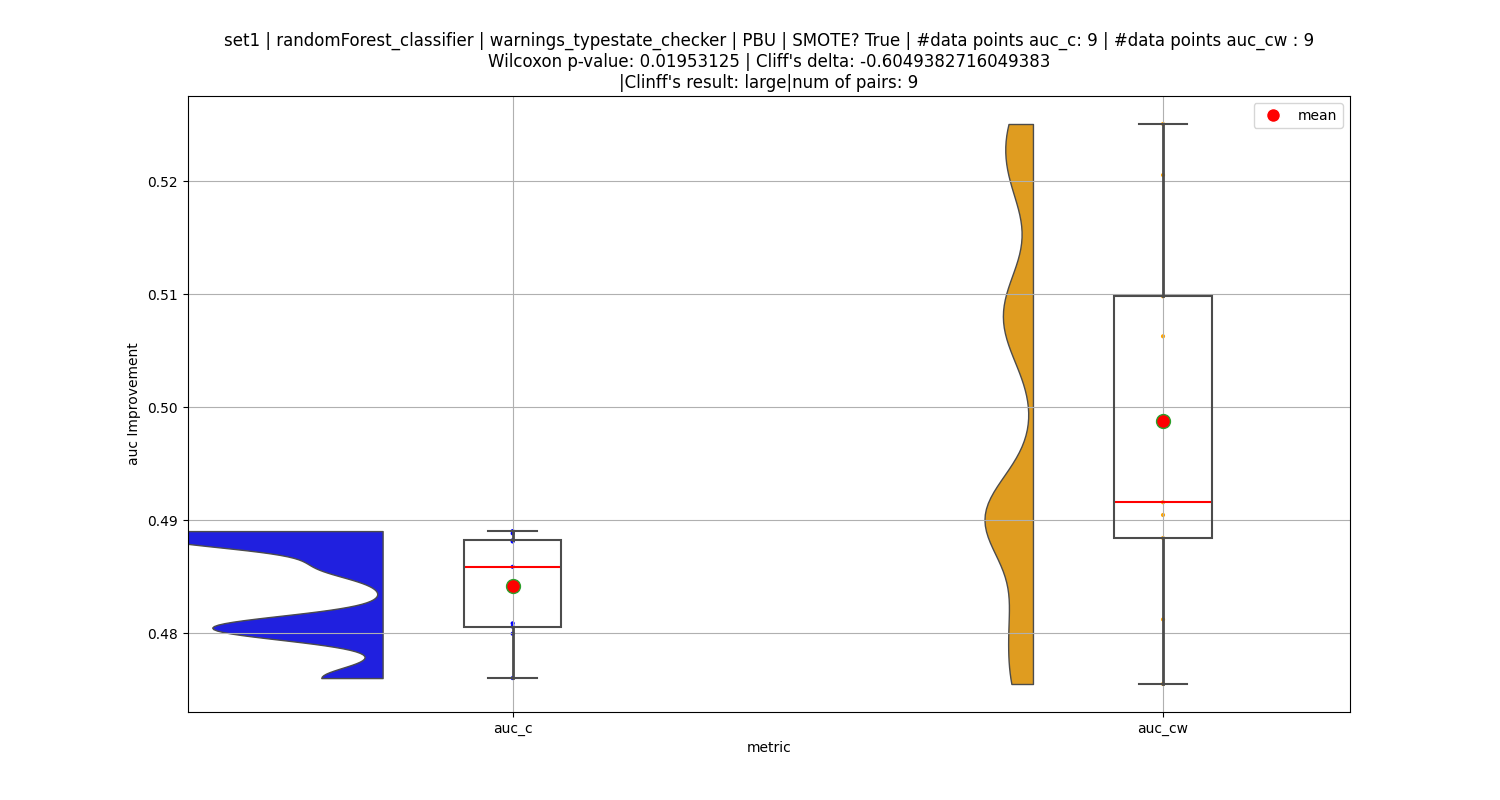 set1 | randomForest_classifier | warnings_typestate_checker | PBU | SMOTE? True | #data points auc_c: 9 | #data points auc_cw : 9
Wilcoxon p-value: 0.01953125 | Cliff's delta: -0.6049382716049383
|Clinff's result: large|num of pairs: 9
mean
0.52
0.51
0.50
0.49
0.48
auc Improvement
auc_c
auc_cw
metric